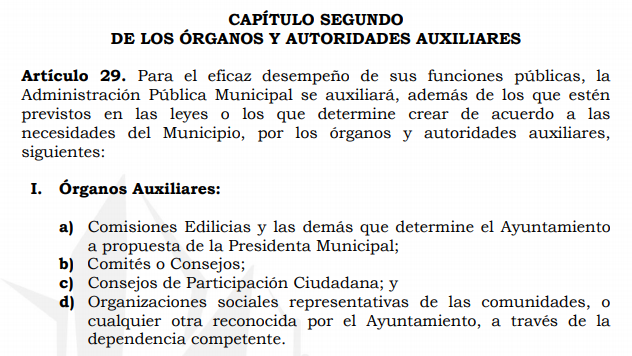 CAPÍTULO SEGUNDO
DE LOS ÓRGANOS Y AUTORIDADES AUXILIARES
Artículo 29. Para el eficaz desempeño de sus funciones públicas, la
Administración Pública Municipal se auxiliará, además de los que estén
previstos en las leyes o los que determine crear de acuerdo a las
necesidades del Municipio, por los órganos y autoridades auxiliares,
siguientes:
I. Órganos Auxiliares:
a) Comisiones Edilicias y las demás que determine el Ayuntamiento
a propuesta de la Presidenta Municipal;
b) Comités o Consejos;
c) Consejos de Participación Ciudadana; y
d) Organizaciones sociales representativas de las comunidades, o
cualquier otra reconocida por el Ayuntamiento, a través de la
dependencia competente.